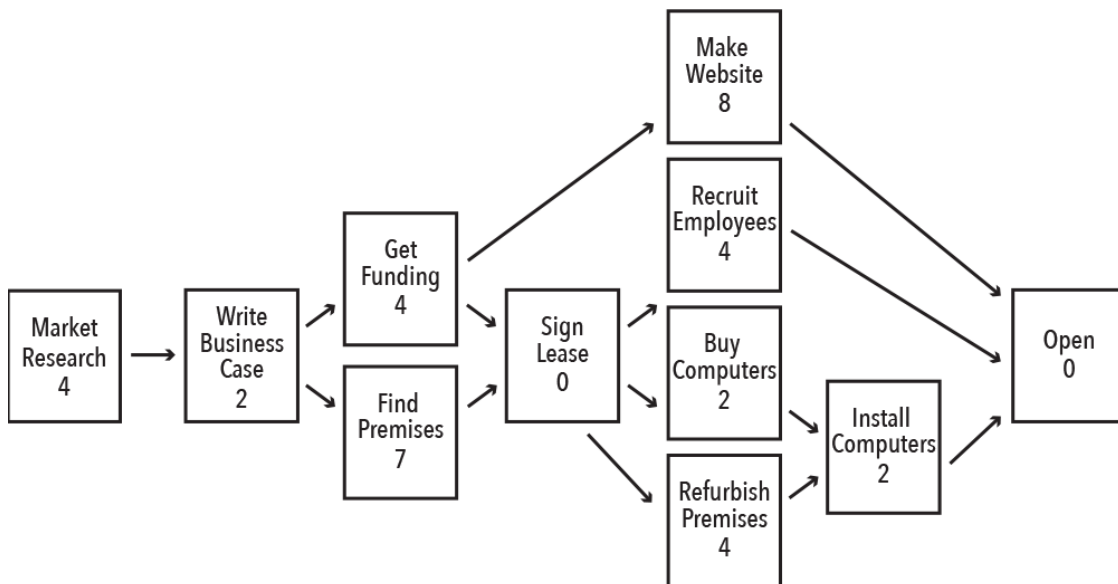 Market
Research
4
Write
Business
Case
2
Get
Funding
4
Find
Premises
7
Sign
Lease
0
Make
Website
8
Recruit
Employees
4
Buy
Computers
2
Refurbish
Premises
4
Install
Computers
2
Open
0